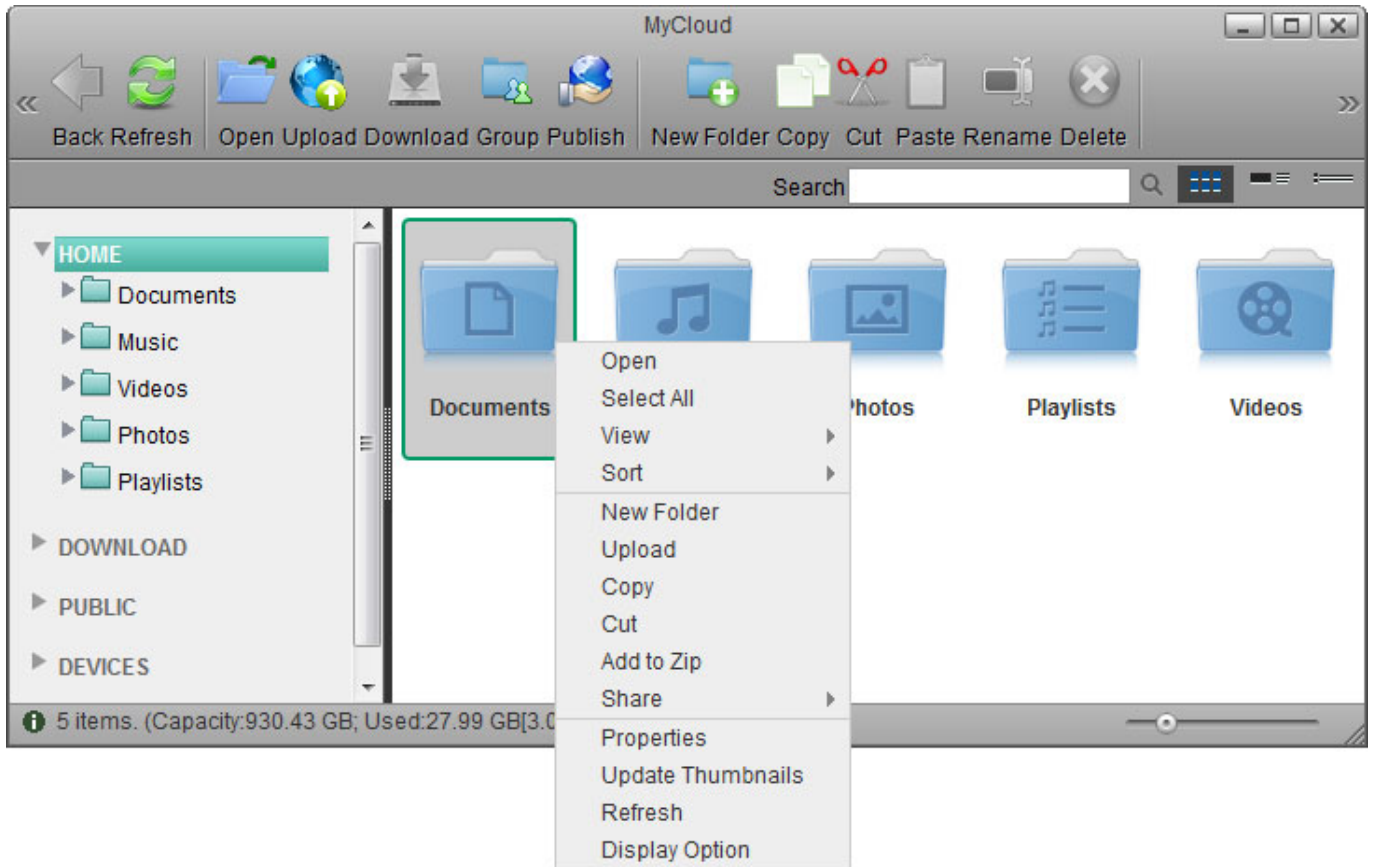 MyCloud
Back Refresh Open Upload Download Group Publish New Folder Copy Cut Paste Rename Delete
Search
HOME
Documents
Music
Videos
Photos
Playlists
DOWNLOAD
PUBLIC
DEVICES
Documents
Playlists
Videos
Open
Select All
View
Sort
New Folder
Upload
Copy
Cut
Add to Zip
Share
Properties
Update Thumbnails
Refresh
Display Option
5 items. (Capacity:930.43 GB; Used:27.99 GB[3.0